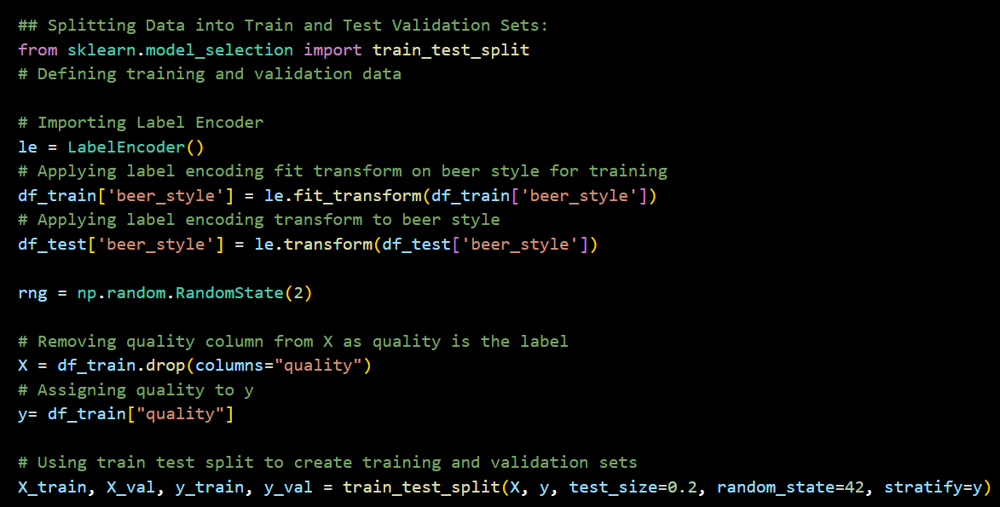 ## Splitting Data into Train and Test Validation Sets:
from sklearn.model_selection import train_test_split
# Defining training and validation data
# Importing Label Encoder
le = LabelEncoder()
# Applying label encoding fit transform on beer style for training
df_train['beer_style'] = le.fit_transform(df_train['beer_style'])
# Applying label encoding transform to beer style
df_test['beer_style'] = le.transform(df_test['beer_style'])
rng = np.random.RandomState(2)
# Removing quality column from X as quality is the label
X = df_train.drop(columns="quality")
# Assigning quality to y
y= df_train["quality"]
# Using train test split to create training and validation sets
X_train, X_val, y_train, y_val = train_test_split(X, y, test_size=0.2, random_state=42, stratify=y)